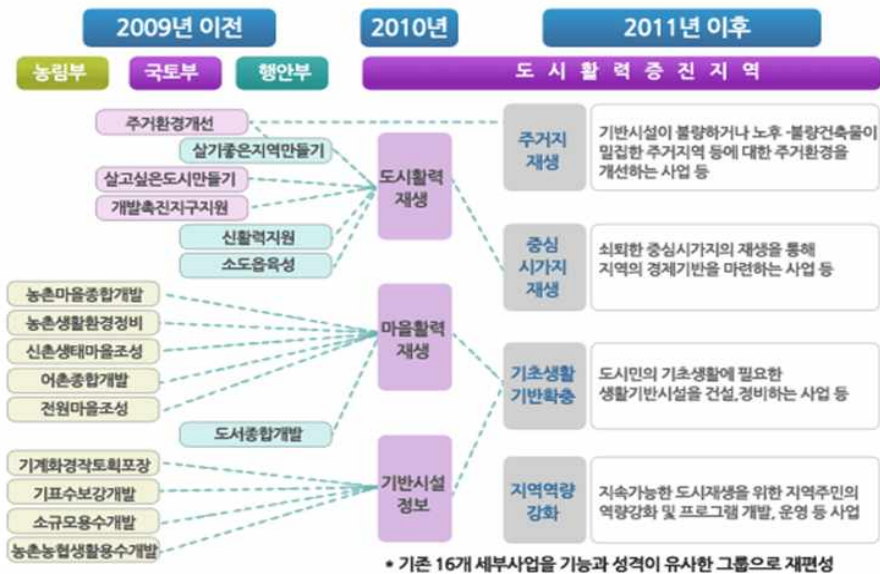 2009년 이전
2010년
2011년 이후
농림부
국토부
행안부
도시활력증진지역
주거환경개선
살기좋은지역만들기
살고싶은도시만들기
개발촉진지구지원
신활력지원
소도읍육성
농촌마을종합개발
농촌생활환경정비
신촌생태마을조성
어촌종합개발
전원마을조성
도서종합개발
기계화경작토획포장
기표수보강개발
소규모용수개발
농촌농협생활용수개발
도시활력
재생
마을활력
재생
기반시설
정보
주거지
재생
기반시설이 불량하거나 노후 -불량건축물이
밀집한 주거지역 등에 대한 주거환경을
개선하는 사업 등
중심
시가지
재생
쇠퇴한 중심시가지의 재생을 통해
지역의 경제기반을 마련하는 사업 등
기초생활
기반확충
도시민의 기초생활에 필요한
생활기반시설을 건설,정비하는 사업 등
지역역량
강화
지속가능한 도시재생을 위한 지역주민의
역량강화 및 프로그램 개발, 운영 등 사업
* 기존 16개 세부사업을 기능과 성격이 유사한 그룹으로 재편성